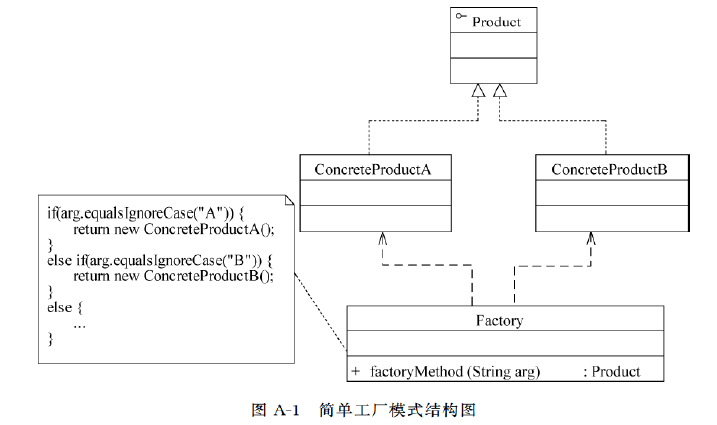 Product
ConcreteProductA
ConcreteProductB
if(arg.equalsIgnoreCase("A")) {
return new ConcreteProductA();
}
else if(arg.equalsIgnoreCase("B")) {
return new ConcreteProductB();
}
else {
...
}
Factory
+ factoryMethod (String arg) : Product
图 A-1 简单工厂模式结构图